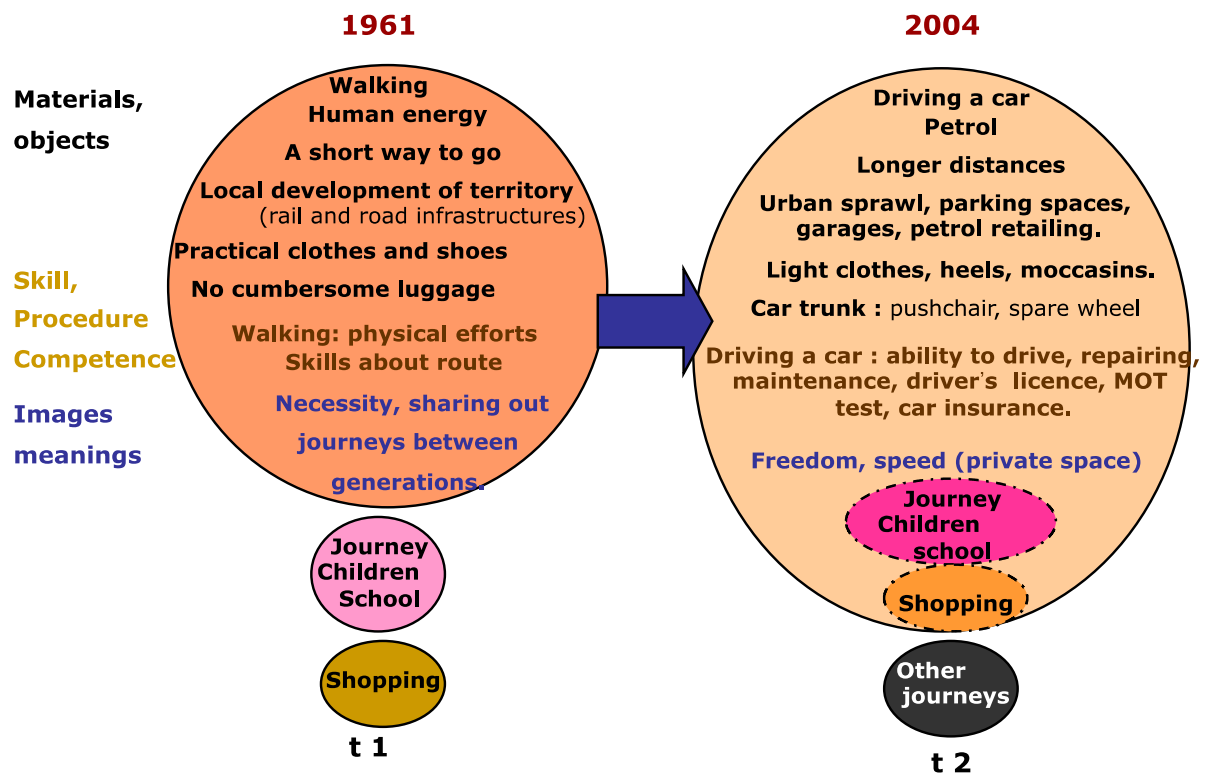 1961
2004
Materials,
objects
Skill,
Procedure
Competence
Images
meanings
Walking
Human energy
A short way to go
Local development of territory
(rail and road infrastructures)
Practical clothes and shoes
No cumbersome luggage
Walking: physical efforts
Skills about route
Necessity, sharing out
journeys between
generations.
Journey
Children
School
Shopping
t 1
Driving a car
Petrol
Longer distances
Urban sprawl, parking spaces,
garages, petrol retailing.
Light clothes, heels, moccasins.
Car trunk : pushchair, spare wheel
Driving a car : ability to drive, repairing,
maintenance, driver's licence, MOT
test, car insurance.
Freedom, speed (private space)
Journey
Children
school
Shopping
Other
journeys
t 2